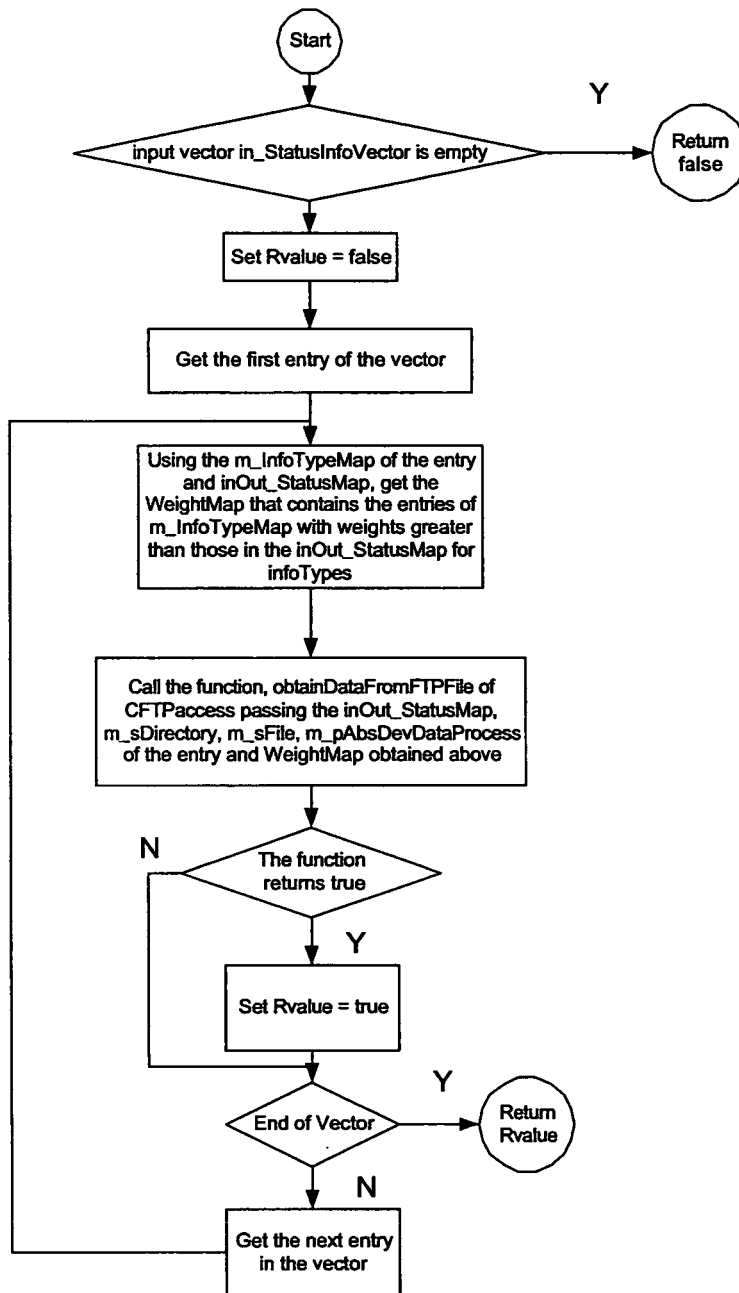 Start
Y
input vector in_StatusInfoVector is empty
Return
false
Set Rvalue = false
Get the first entry of the vector
Using the m_InfoTypeMap of the entry
and inOut_StatusMap, get the
WeightMap that contains the entries of
m_InfoTypeMap with weights greater
than those in the inOut_StatusMap for
infoTypes
Call the function, obtainDataFromFTPFile of
CFTPaccess passing the inOut_StatusMap,
m_sDirectory, m_sFile, m_pAbsDevDataProcess
of the entry and WeightMap obtained above
N
The function
returns true
Y
Set Rvalue = true
Y
End of Vector
Return
Rvalue
N
Get the next entry
in the vector